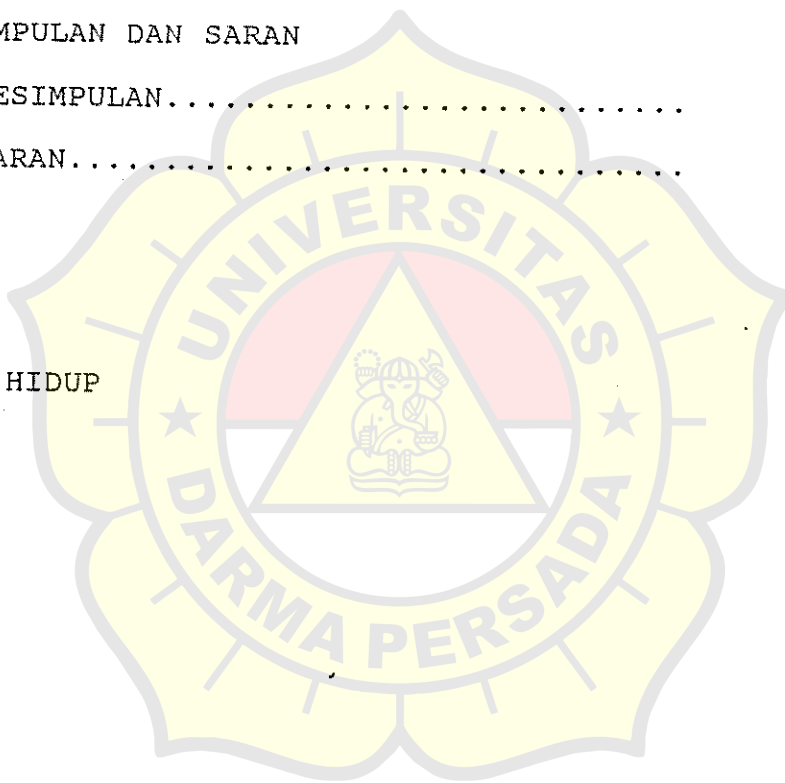 MPULAN DAN SARAN
ESIMPULAN...........................
ARAN................................
UNIVERSITAS
HIDUP
DARMA PERSADA